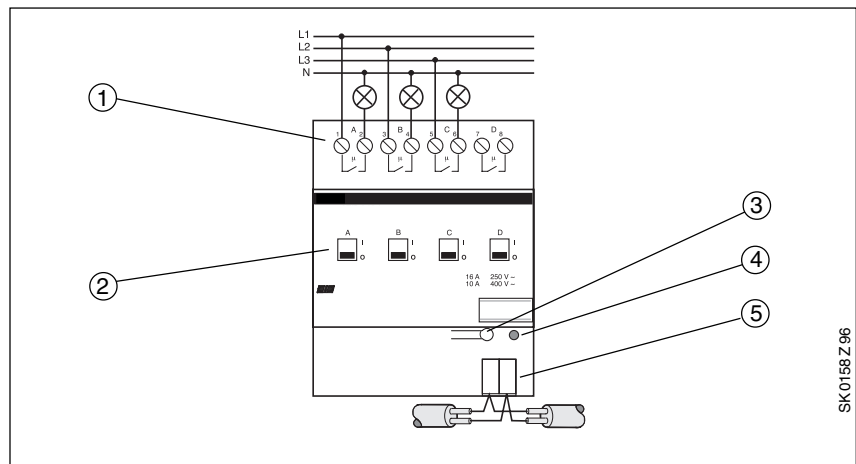 L1
L2
L3
N
1
A B C D
1 2 3 4 5 6 7 8
µ µ µ µ
3
A B C D
I I I I
2
O O O O
4
16 A 250 V ~
10 A 400 V ~
5
SK 0158 Z 96